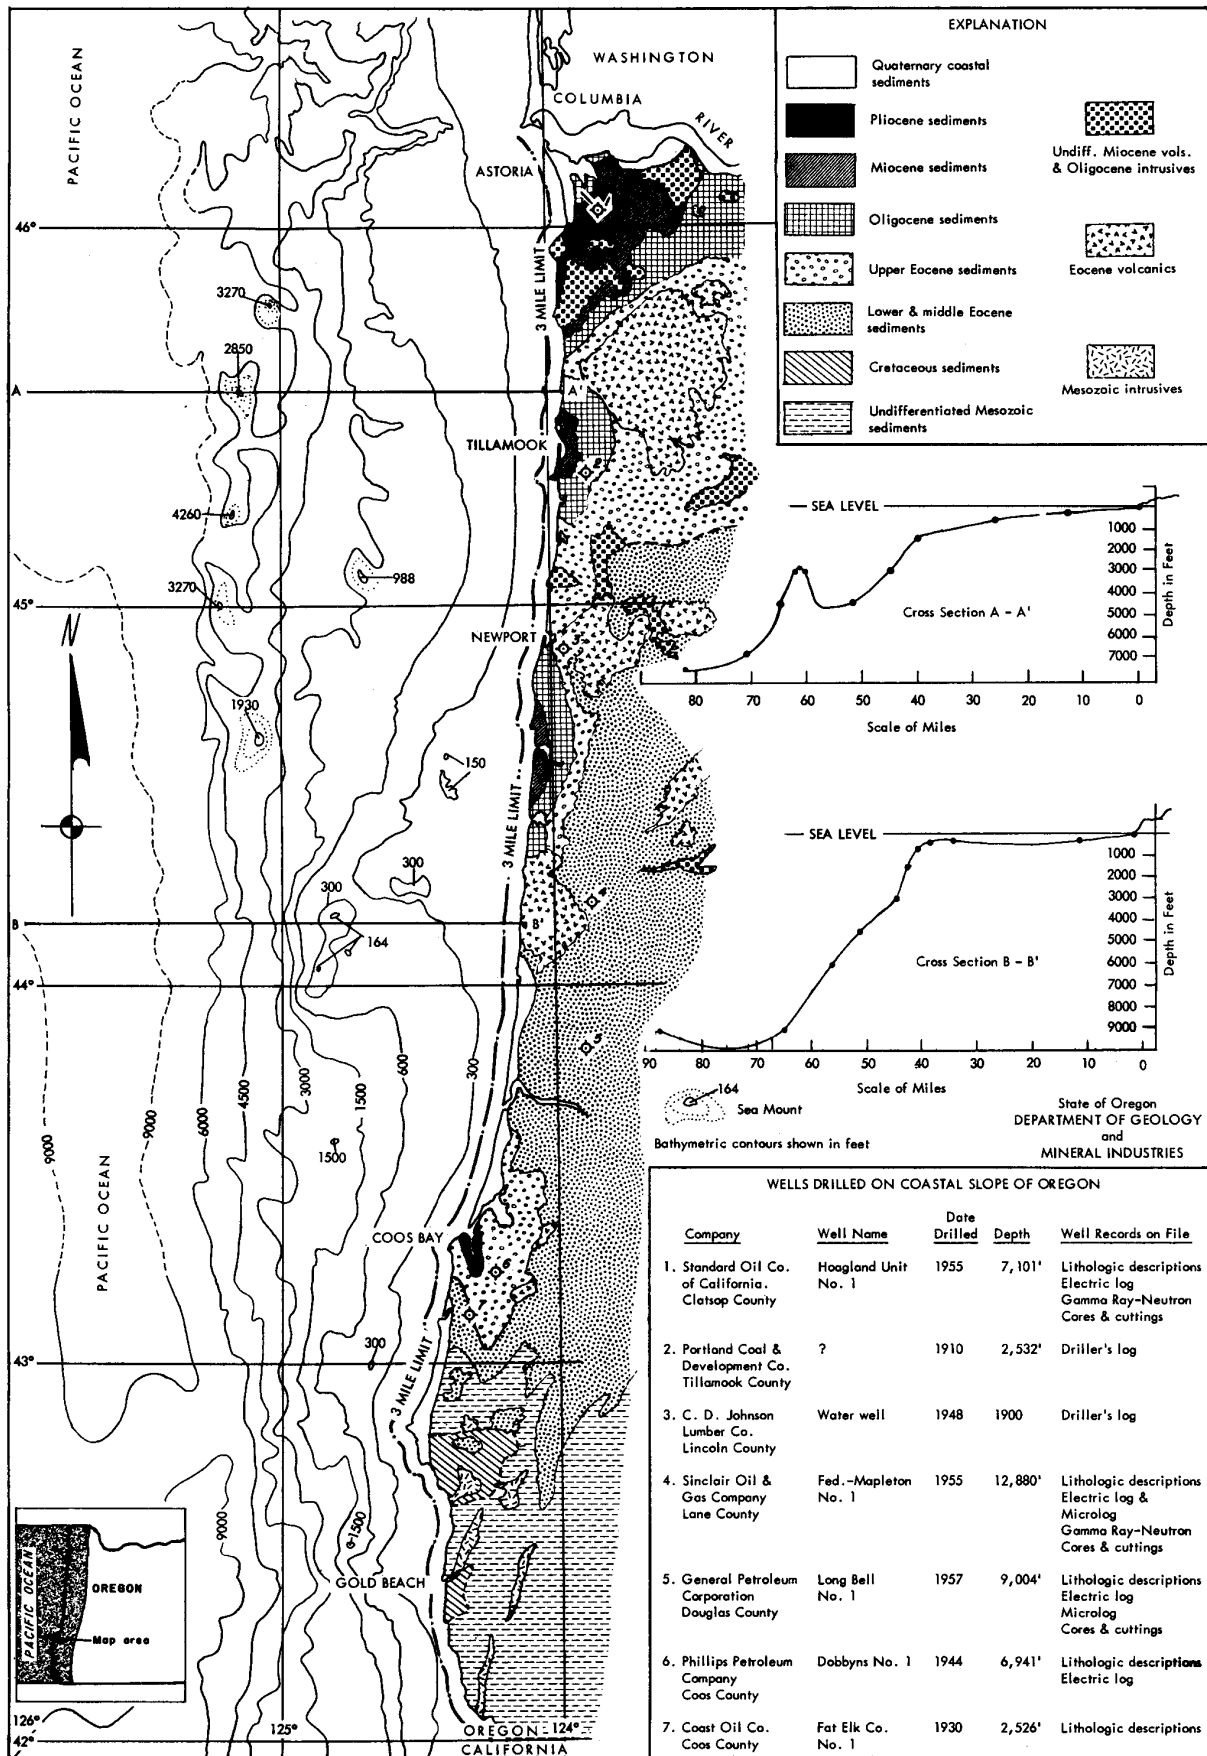 EXPLANATION
Quaternary coastal
sediments
Pliocene sediments
Miocene sediments
Oligocene sediments
Upper Eocene sediments
Lower & middle Eocene
sediments
Cretaceous sediments
Undifferentiated Mesozoic
sediments
Undiff. Miocene vols.
& Oligocene intrusives
Eocene volcanics
Mesozoic intrusives
PACIFIC OCEAN
WASHINGTON
COLUMBIA
RIVER
ASTORIA
46°
3 MILE LIMIT
3270
2850
A
A'
TILLAMOOK
2
4260
988
3270
45°
N
NEWPORT
3
1930
150
3 MILE LIMIT
300
300
4
B
B'
164
44°
5
9000
9000
6000
4500
3000
1500
600
300
1500
PACIFIC OCEAN
COOS BAY
6
7
300
43°
3 MILE LIMIT
9000
1500
GOLD BEACH
PACIFIC OCEAN
OREGON
Map area
126°
125°
124°
42°
OREGON
CALIFORNIA
SEA LEVEL
1000
2000
3000
4000
5000
6000
7000
Depth in Feet
Cross Section A - A'
80 70 60 50 40 30 20 10 0
Scale of Miles
SEA LEVEL
1000
2000
3000
4000
5000
6000
7000
8000
9000
Depth in Feet
Cross Section B - B'
90 80 70 60 50 40 30 20 10 0
Scale of Miles
164
Sea Mount
Bathymetric contours shown in feet
State of Oregon
DEPARTMENT OF GEOLOGY
and
MINERAL INDUSTRIES
WELLS DRILLED ON COASTAL SLOPE OF OREGON
Company Well Name Date Drilled Depth Well Records on File
1. Standard Oil Co. Hoagland Unit 1955 7,101' Lithologic descriptions
of California. No. 1 Electric log
Clatsop County Gamma Ray-Neutron
Cores & cuttings
2. Portland Coal & ? 1910 2,532' Driller's log
Development Co.
Tillamook County
3. C. D. Johnson Water well 1948 1900 Driller's log
Lumber Co.
Lincoln County
4. Sinclair Oil & Fed.-Mapleton 1955 12,880' Lithologic descriptions
Gas Company No. 1 Electric log &
Lane County Microlog
Gamma Ray-Neutron
Cores & cuttings
5. General Petroleum Long Bell 1957 9,004' Lithologic descriptions
Corporation No. 1 Electric log
Douglas County Microlog
Cores & cuttings
6. Phillips Petroleum Dobbyns No. 1 1944 6,941' Lithologic descriptions
Company Electric log
Coos County
7. Coast Oil Co. Fat Elk Co. 1930 2,526' Lithologic descriptions
Coos County No. 1